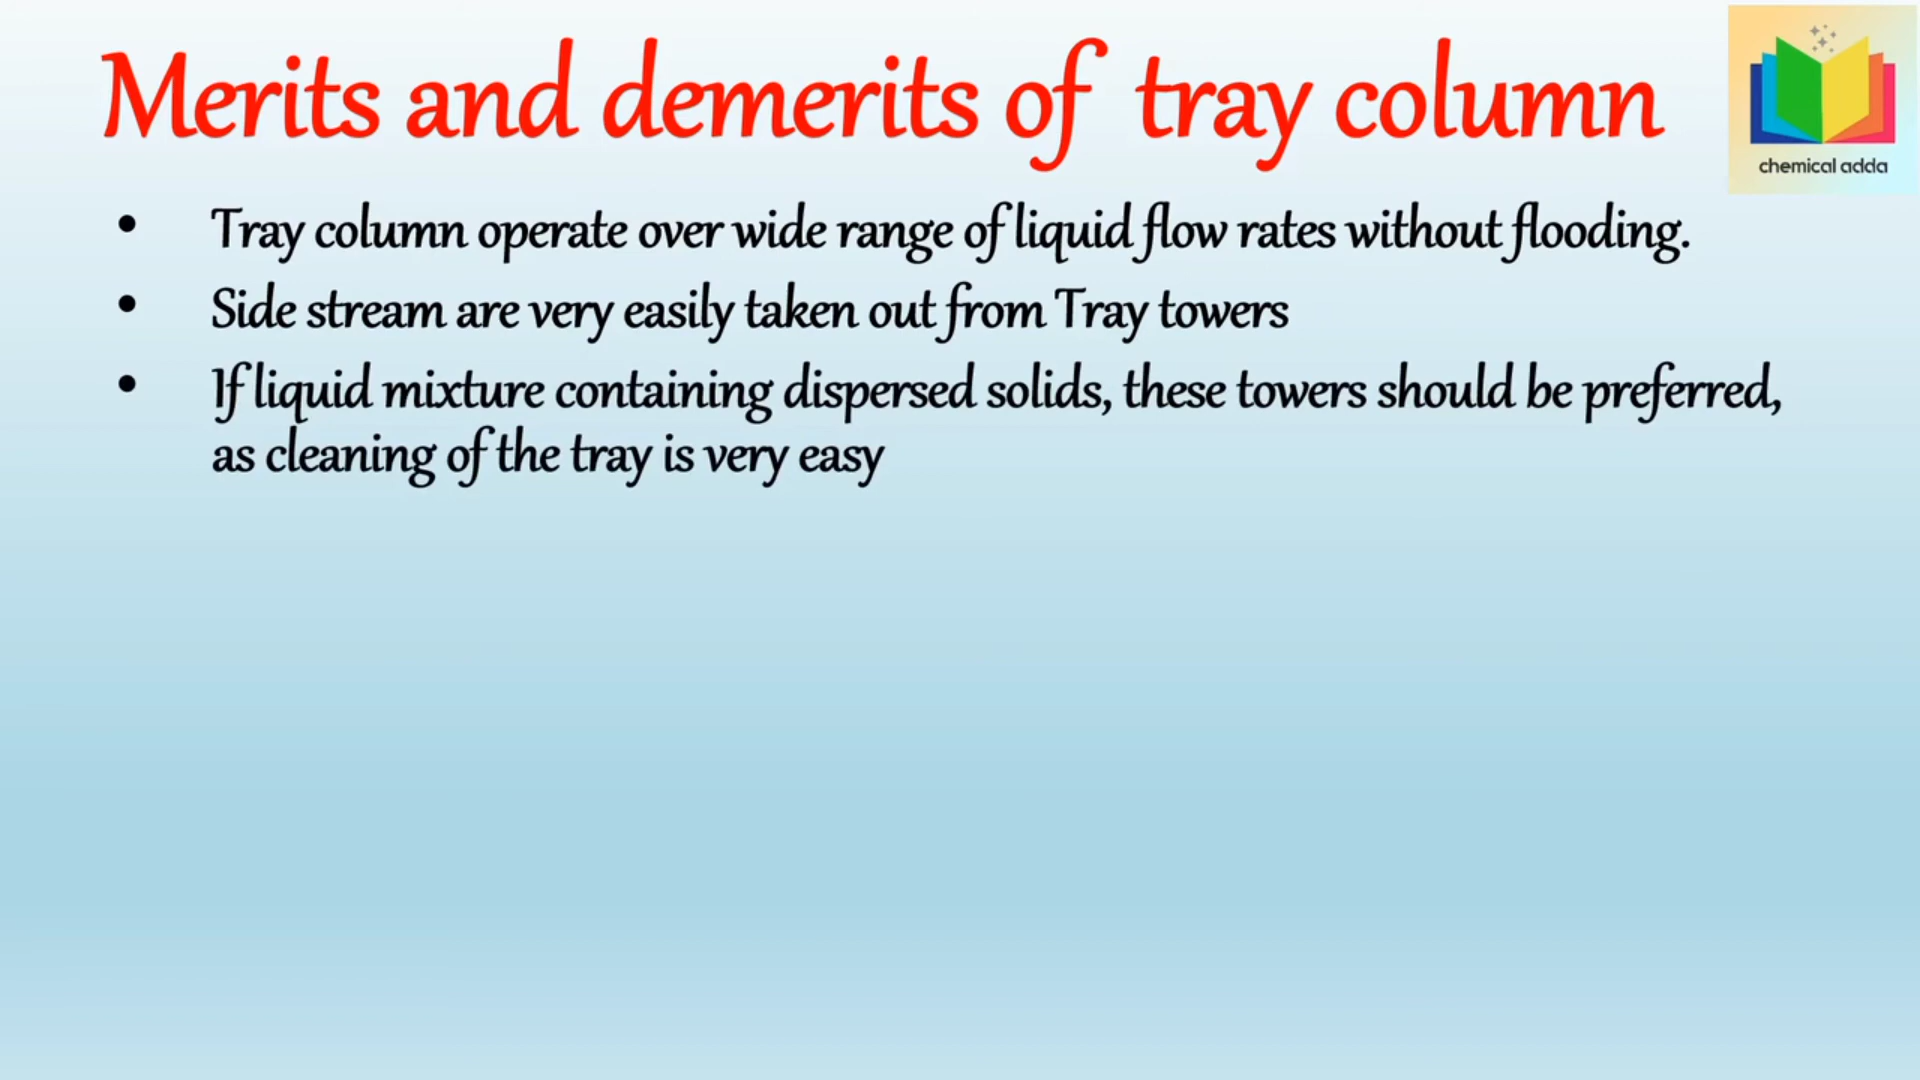 Merits and demerits of tray column
chemical adda
• Tray column operate over wide range of liquid flow rates without flooding.
• Side stream are very easily taken out from Tray towers
• If liquid mixture containing dispersed solids, these towers should be preferred,
as cleaning of the tray is very easy